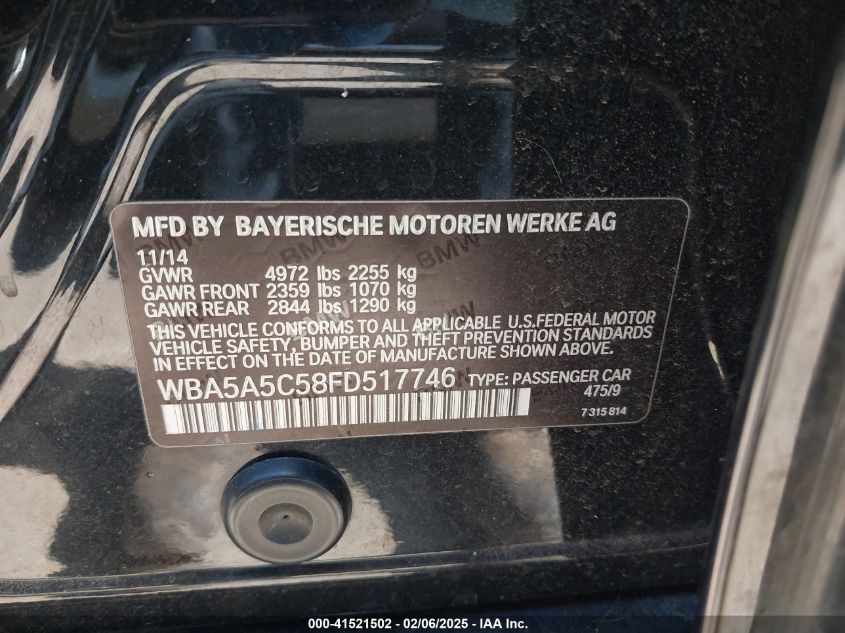 MFD BY BAYERISCHE MOTOREN WERKE AG
11/14
GVWR 4972 lbs 2255 kg
GAWR FRONT 2359 lbs 1070 kg
GAWR REAR 2844 lbs 1290 kg
THIS VEHICLE CONFORMS TO ALL APPLICABLE U.S.FEDERAL MOTOR
VEHICLE SAFETY, BUMPER AND THEFT PREVENTION STANDARDS
IN EFFECT ON THE DATE OF MANUFACTURE SHOWN ABOVE.
WBA5A5C58FD517746 TYPE: PASSENGER CAR
475/9
7 315 814
BMW BMW BMW
000-41521502 - 02/06/2025 - © IAA Inc.